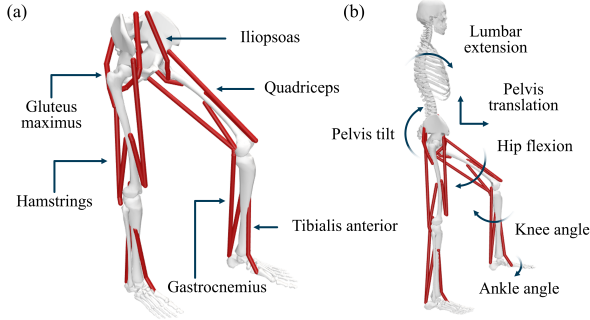 (a)
Iliopsoas
Quadriceps
Gluteus
maximus
Hamstrings
Tibialis anterior
Gastrocnemius
(b)
Lumbar
extension
Pelvis
translation
Pelvis tilt
Hip flexion
Knee angle
Ankle angle